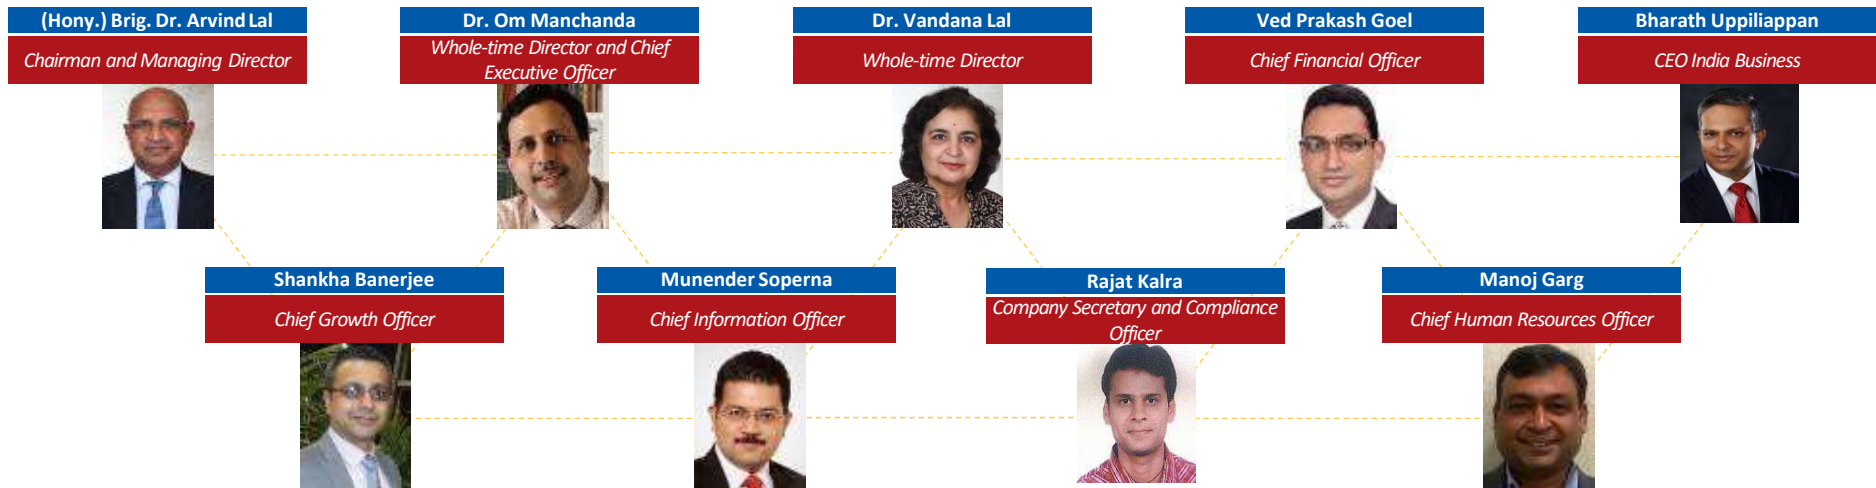 (Hony.) Brig. Dr. Arvind Lal
Chairman and Managing Director
Dr. Om Manchanda
Whole-time Director and Chief
Executive Officer
Dr. Vandana Lal
Whole-time Director
Ved Prakash Goel
Chief Financial Officer
Bharath Uppiliappan
CEO India Business
Shankha Banerjee
Chief Growth Officer
Munender Soperna
Chief Information Officer
Rajat Kalra
Company Secretary and Compliance
Officer
Manoj Garg
Chief Human Resources Officer